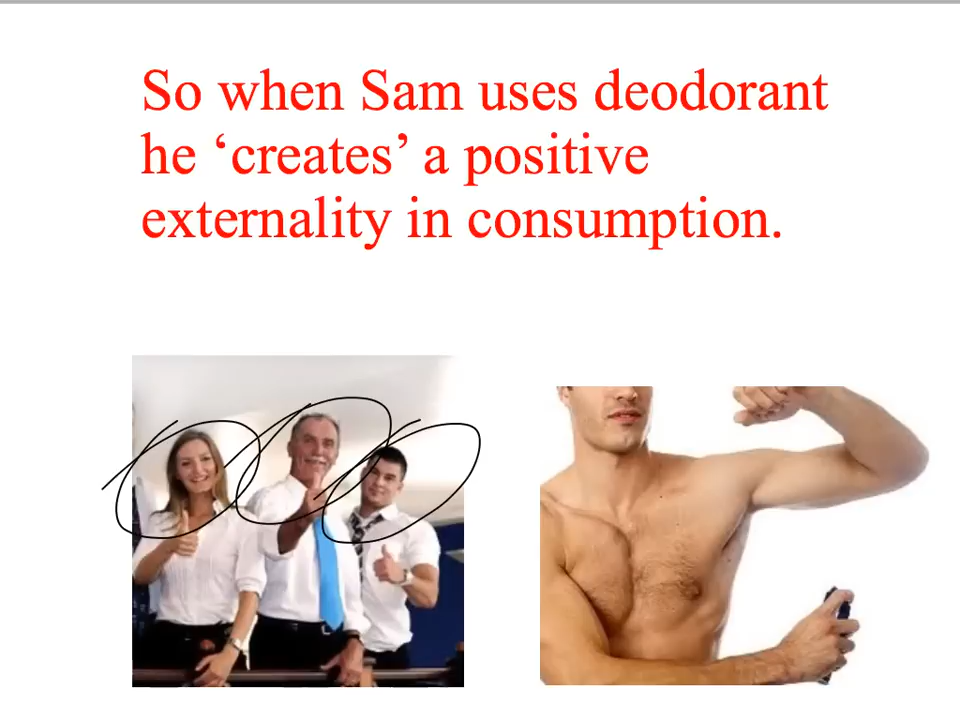 So when Sam uses deodorant
he ‘creates’ a positive
externality in consumption.